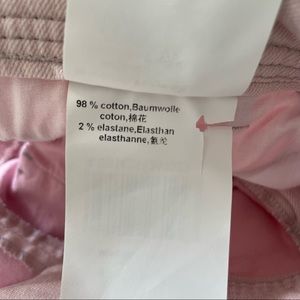 98 % cotton,Baumwolle
coton,棉花
2 % elastane,Elasthan
elasthanne,氨纶